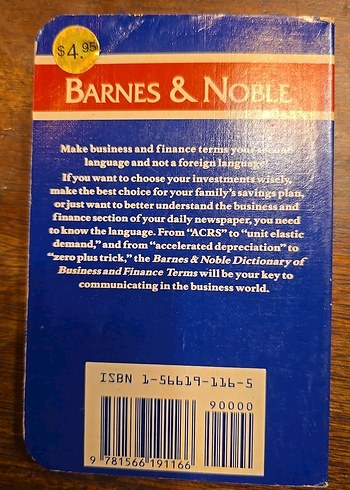 $4.95
BARNES & NOBLE
Make business and finance terms your second
language and not a foreign language!
If you want to choose your investments wisely,
make the best choice for your family's savings plan,
or just want to better understand the business and
finance section of your daily newspaper, you need
to know the language. From “ACRS” to “unit elastic
demand,” and from “accelerated depreciation” to
“zero plus trick,” the Barnes & Noble Dictionary of
Business and Finance Terms will be your key to
communicating in the business world.
ISBN 1-56619-116-5
90000
9 781566 191166